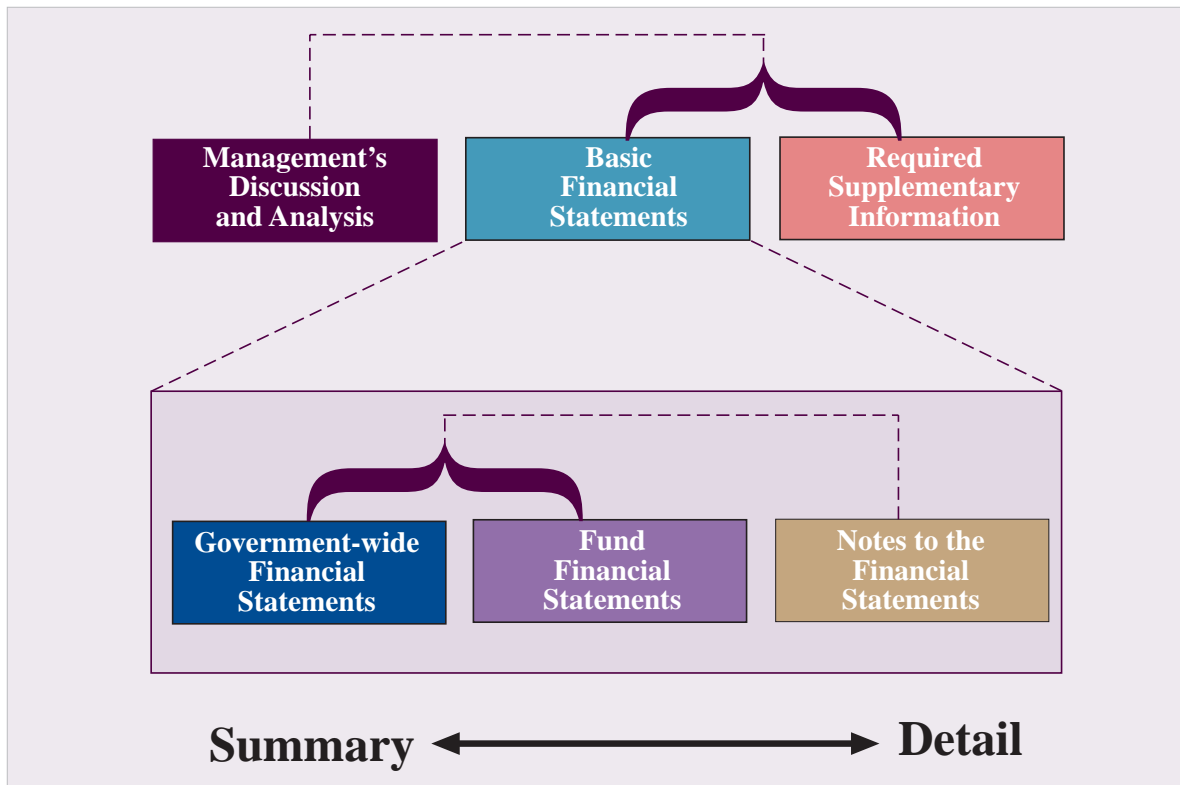 Management’s
Discussion
and Analysis
Basic
Financial
Statements
Required
Supplementary
Information
Government-wide
Financial
Statements
Fund
Financial
Statements
Notes to the
Financial
Statements
Summary
Detail